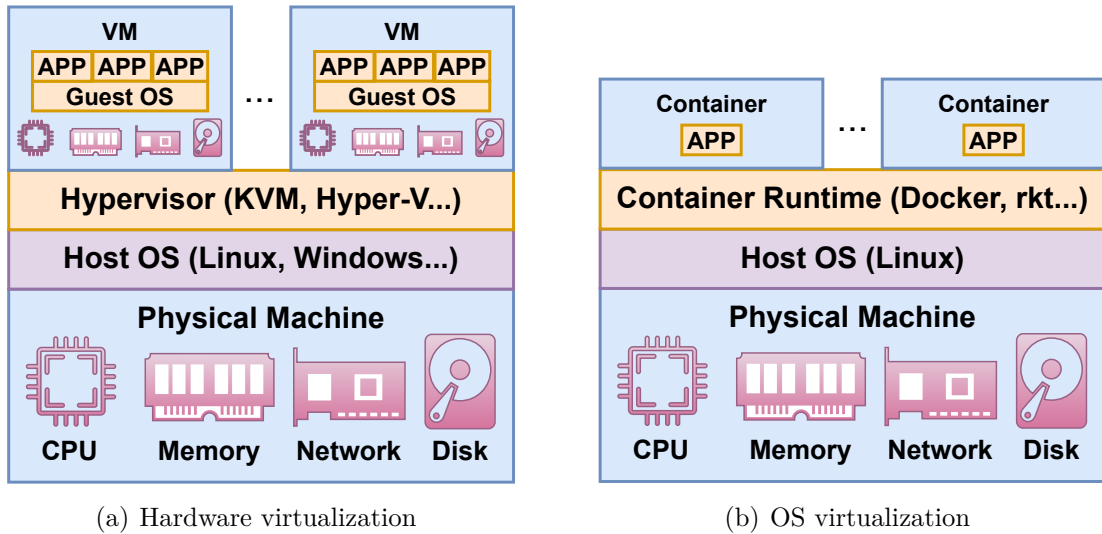 VM
APP APP APP
Guest OS
...
VM
APP APP APP
Guest OS
Hypervisor (KVM, Hyper-V...)
Host OS (Linux, Windows...)
Physical Machine
CPU Memory Network Disk
(a) Hardware virtualization
Container
APP
...
Container
APP
Container Runtime (Docker, rkt...)
Host OS (Linux)
Physical Machine
CPU Memory Network Disk
(b) OS virtualization